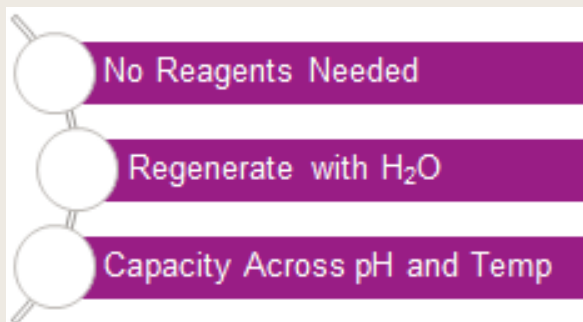 No Reagents Needed
Regenerate with H₂O
Capacity Across pH and Temp